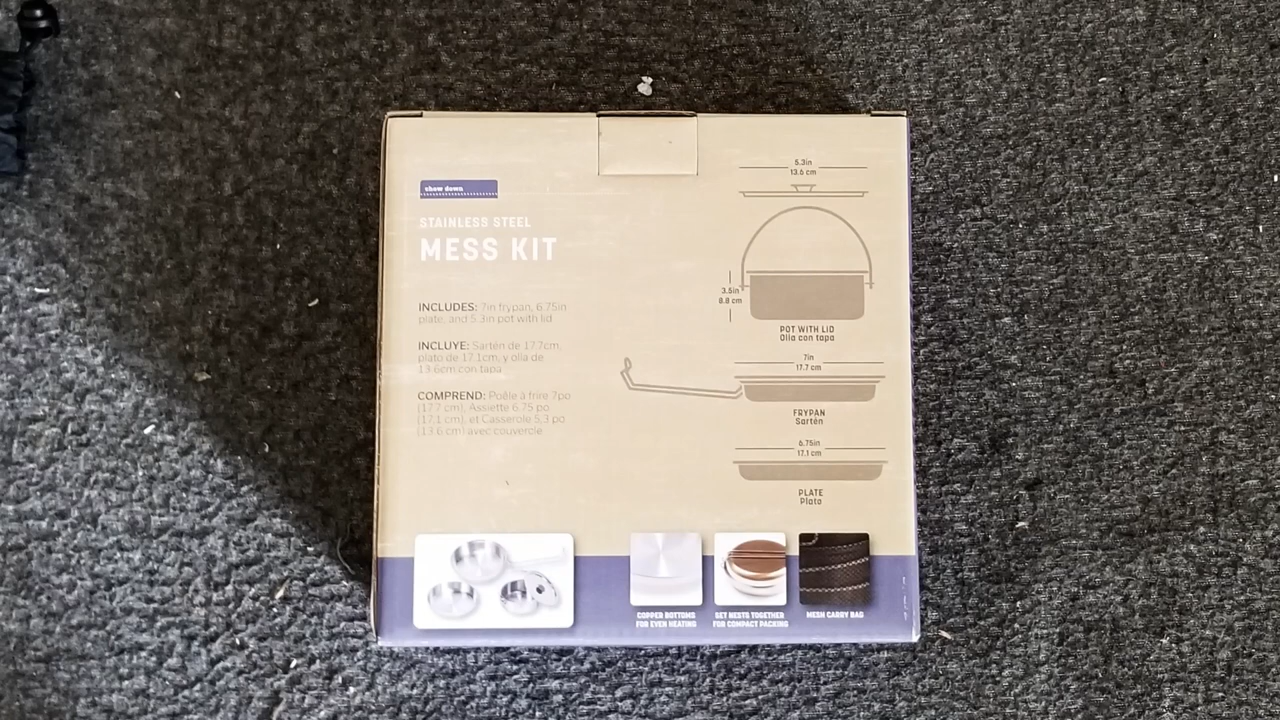 chow down
STAINLESS STEEL
MESS KIT
INCLUDES: 7in frypan, 6.75in
plate, and 5.3in pot with lid
INCLUYE: Sartén de 17.7cm,
plato de 17.1cm, y olla de
13.6cm con tapa
COMPREND: Poêle à frire 7po
(17.7 cm), Assiette 6.75 po
(17.1 cm), et Casserole 5,3 po
(13.6 cm) avec couvercle
5.3in
13.6 cm
3.5in
8.8 cm
POT WITH LID
Olla con tapa
7in
17.7 cm
FRYPAN
Sartén
6.75in
17.1 cm
PLATE
Plato
COPPER BOTTOMS
FOR EVEN HEATING
SET NESTS TOGETHER
FOR COMPACT PACKING
MESH CARRY BAG